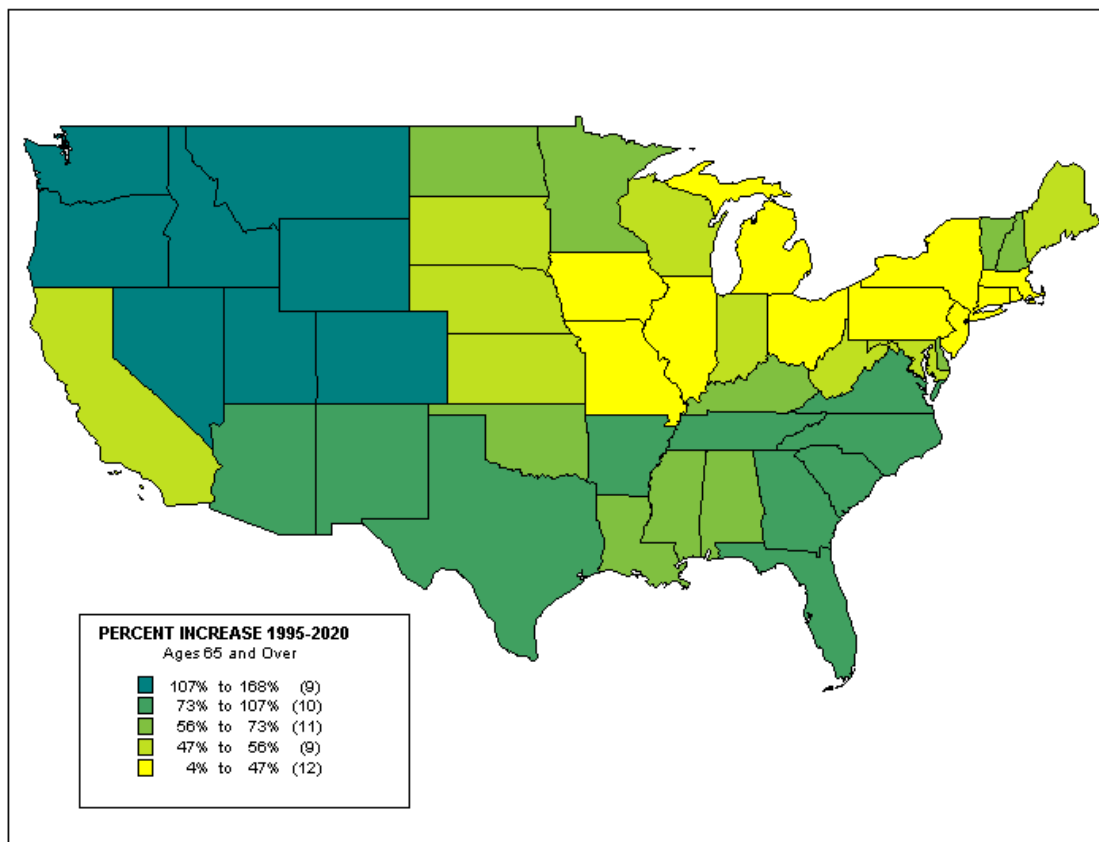 PERCENT INCREASE 1995-2020
Ages 65 and Over
107% to 168% (9)
73% to 107% (10)
56% to 73% (11)
47% to 56% (9)
4% to 47% (12)